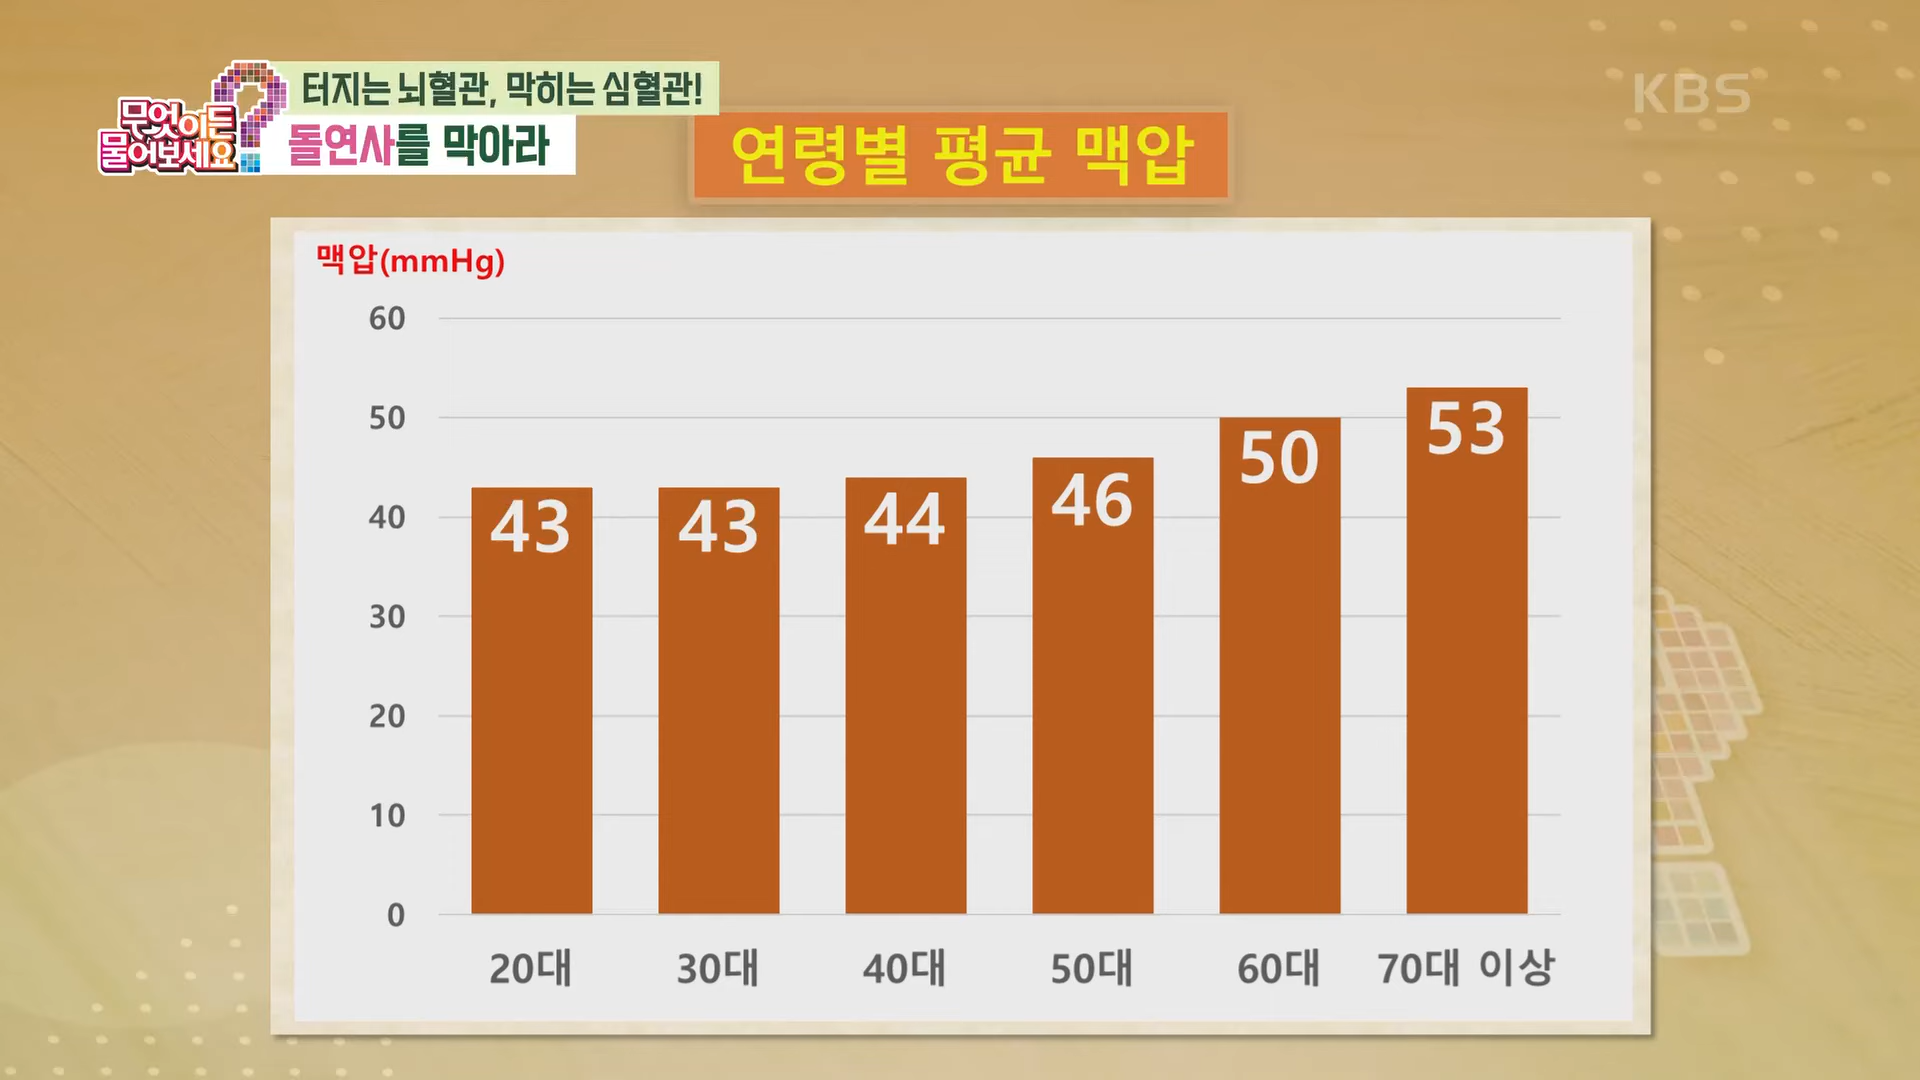 터지는 뇌혈관, 막히는 심혈관!
무엇이든
물어보세요
?
돌연사를 막아라
KBS
연령별 평균 맥압
맥압(mmHg)
60
50
40
30
20
10
0
43
43
44
46
50
53
20대
30대
40대
50대
60대
70대 이상